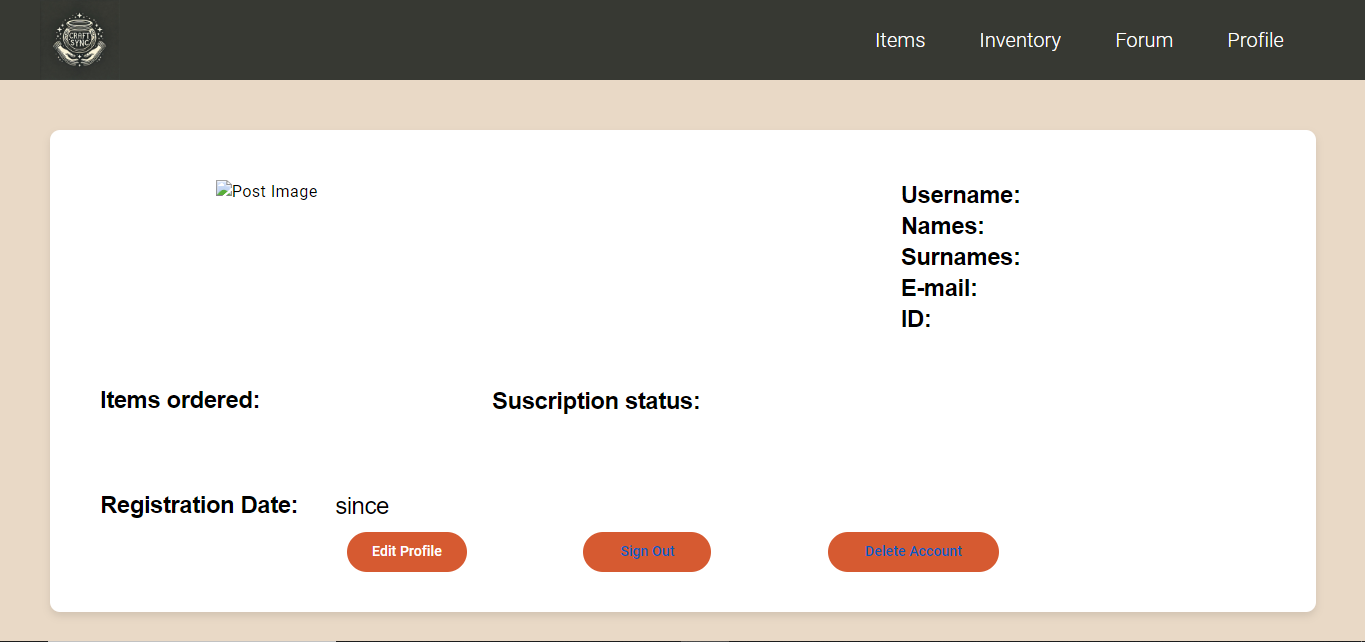 CRAFT
SYNC
Items Inventory Forum Profile
Post Image
Username:
Names:
Surnames:
E-mail:
ID:
Items ordered: Suscription status:
Registration Date: since
Edit Profile Sign Out Delete Account